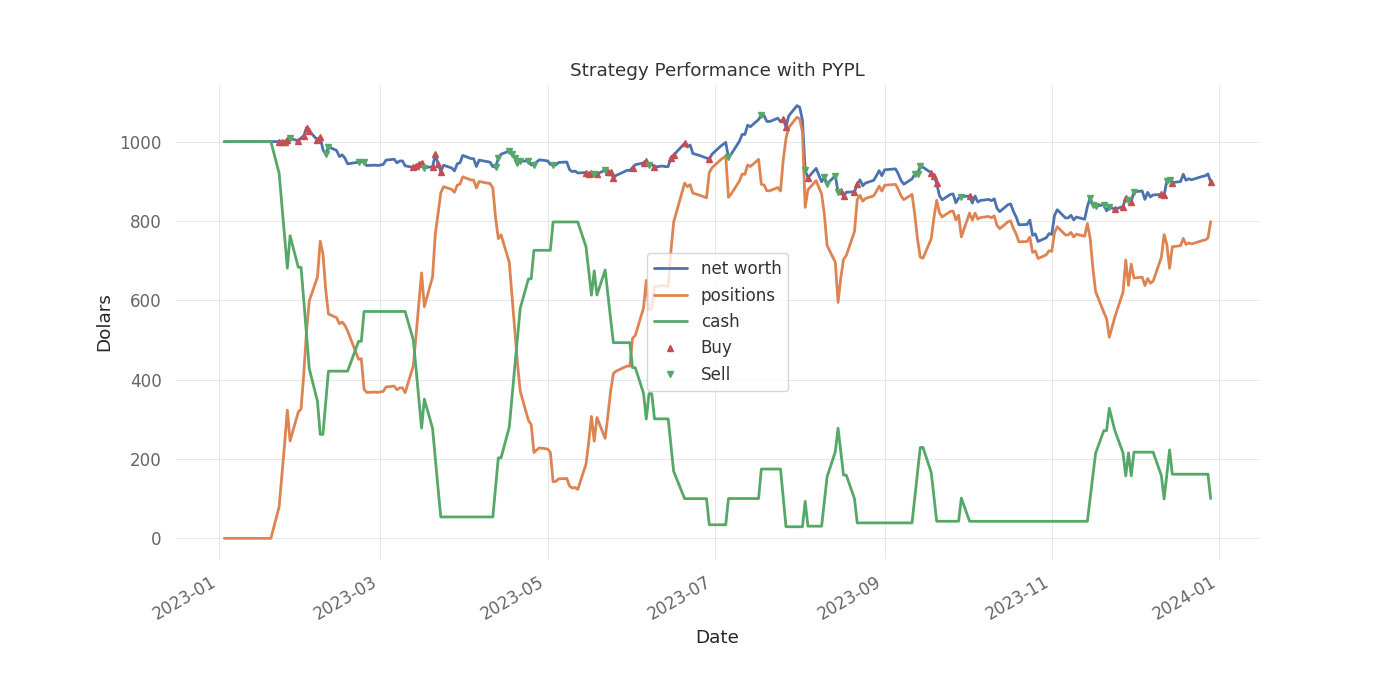 Strategy Performance with PYPL
1000
800
600
400
200
0
Dolars
net worth
positions
cash
Buy
Sell
2023-01
2023-03
2023-05
2023-07
2023-09
2023-11
2024-01
Date